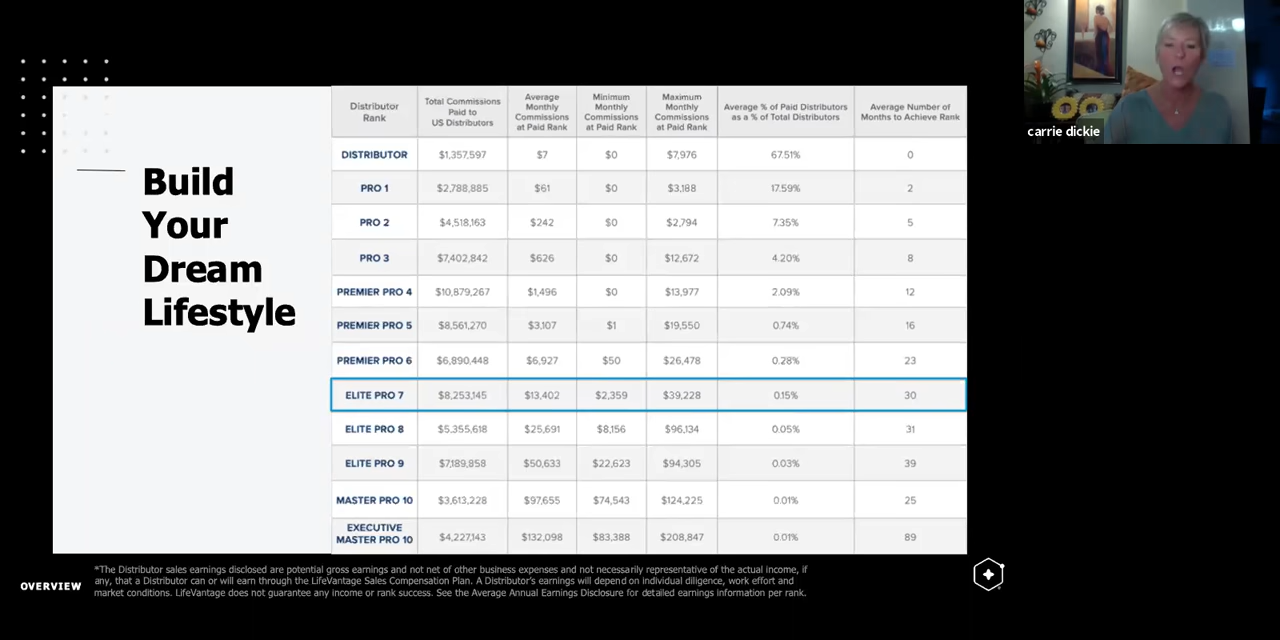 carrie dickie
Build
Your
Dream
Lifestyle
Distributor Rank | Total Commissions Paid to US Distributors | Average Monthly Commissions at Paid Rank | Minimum Monthly Commissions at Paid Rank | Maximum Monthly Commissions at Paid Rank | Average % of Paid Distributors as a % of Total Distributors | Average Number of Months to Achieve Rank
DISTRIBUTOR $1,357,597 $7 $0 $7,976 67.51% 0
PRO 1 $2,788,885 $61 $0 $3,188 17.59% 2
PRO 2 $4,518,163 $242 $0 $2,794 7.35% 5
PRO 3 $7,402,842 $626 $0 $12,672 4.20% 8
PREMIER PRO 4 $10,879,267 $1,496 $0 $13,977 2.09% 12
PREMIER PRO 5 $8,561,270 $3,107 $1 $19,550 0.74% 16
PREMIER PRO 6 $6,890,448 $6,927 $50 $26,478 0.28% 23
ELITE PRO 7 $8,253,145 $13,402 $2,359 $39,228 0.15% 30
ELITE PRO 8 $5,355,618 $25,691 $8,156 $96,134 0.05% 31
ELITE PRO 9 $7,189,858 $50,633 $22,623 $94,305 0.03% 39
MASTER PRO 10 $3,613,228 $97,655 $74,543 $124,225 0.01% 25
EXECUTIVE MASTER PRO 10 $4,227,143 $132,098 $83,388 $208,847 0.01% 89
OVERVIEW
*The Distributor sales earnings disclosed are potential gross earnings and not net of other business expenses and not necessarily representative of the actual income, if
any, that a Distributor can or will earn through the LifeVantage Sales Compensation Plan. A Distributor's earnings will depend on individual diligence, work effort and
market conditions. LifeVantage does not guarantee any income or rank success. See the Average Annual Earnings Disclosure for detailed earnings information per rank.